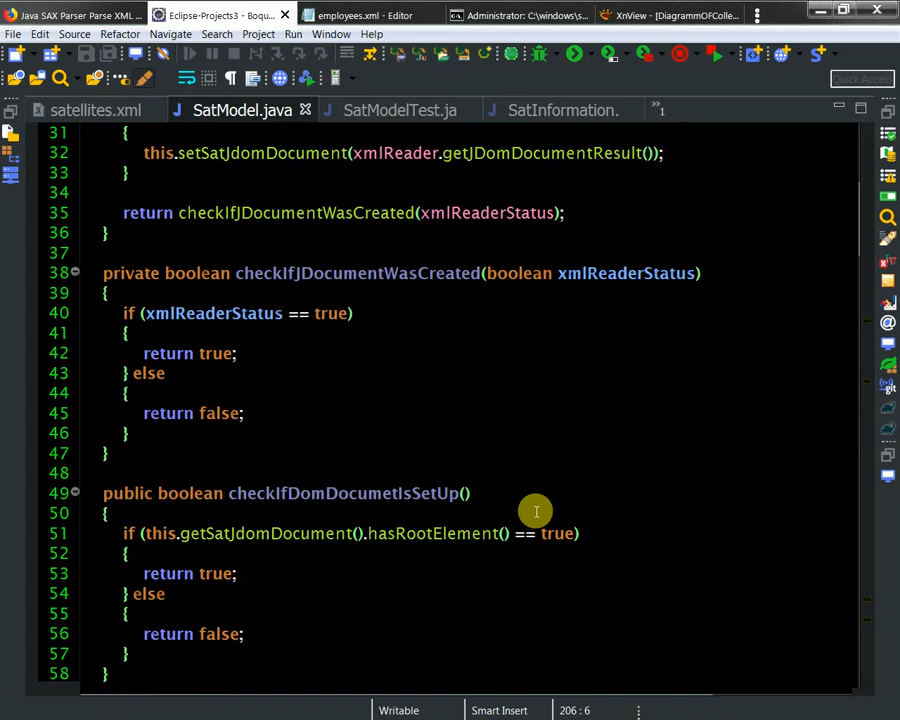 Java SAX Parser Parse XML ...
Eclipse-Projects3 - Boqu...
employees.xml - Editor
Administrator: C:\windows\s...
XnView - [DiagrammOFColle...
File Edit Source Refactor Navigate Search Project Run Window Help
Quick Access
satellites.xml SatModel.java SatModelTest.ja SatInformation. »1
31 {
32 this.setSatJdomDocument(xmlReader.getJDomDocumentResult());
33 }
34
35 return checkIfJDocumentWasCreated(xmlReaderStatus);
36 }
37
38 private boolean checkIfJDocumentWasCreated(boolean xmlReaderStatus)
39 {
40 if (xmlReaderStatus == true)
41 {
42 return true;
43 } else
44 {
45 return false;
46 }
47 }
48
49 public boolean checkIfDomDocumetIsSetUp()
50 {
51 if (this.getSatJdomDocument().hasRootElement() == true)
52 {
53 return true;
54 } else
55 {
56 return false;
57 }
58 }
Writable Smart Insert 206 : 6